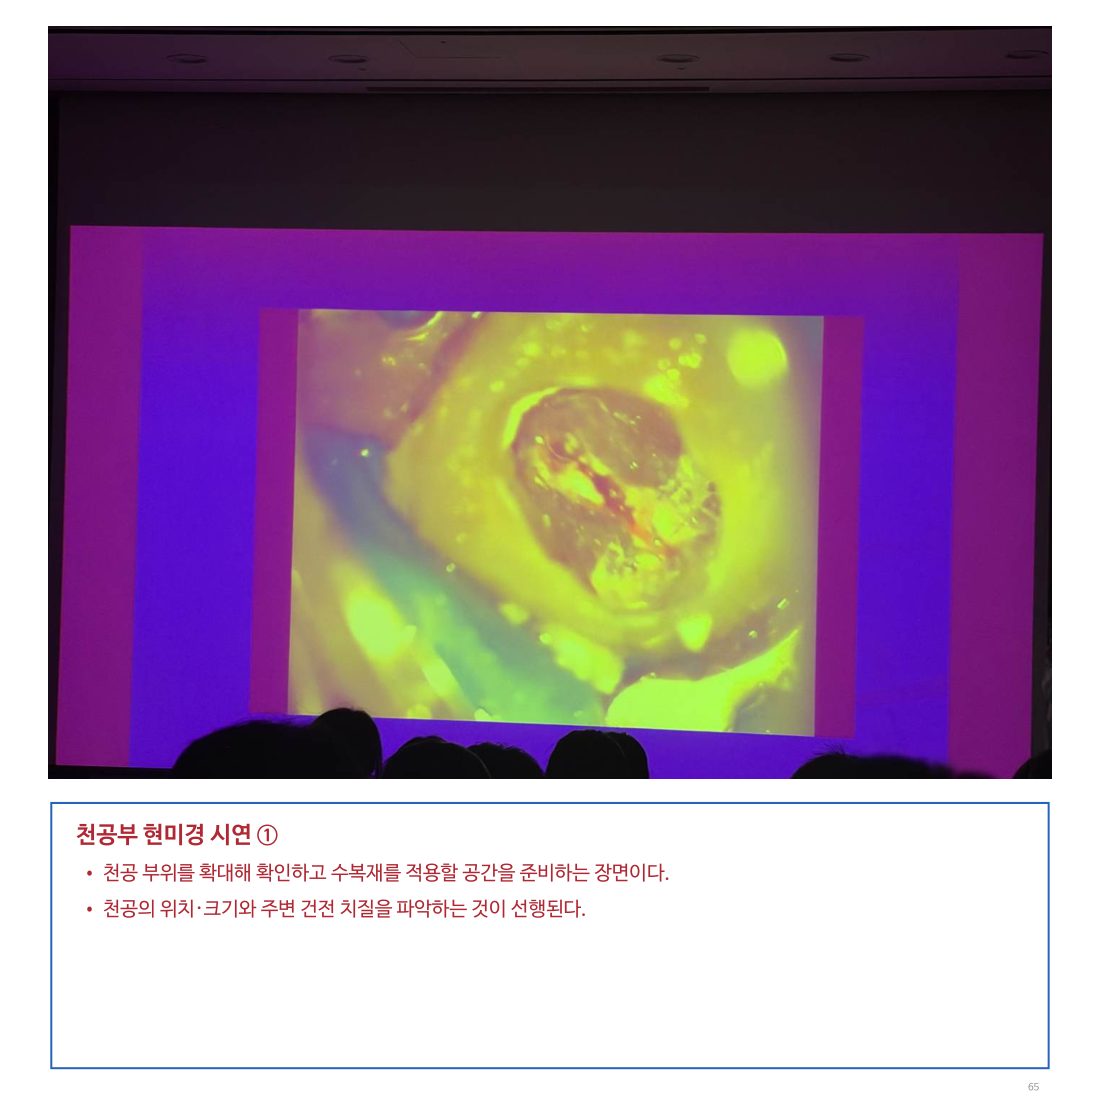 천공부 현미경 시연 ①
• 천공 부위를 확대해 확인하고 수복재를 적용할 공간을 준비하는 장면이다.
• 천공의 위치·크기와 주변 건전 치질을 파악하는 것이 선행된다.
65